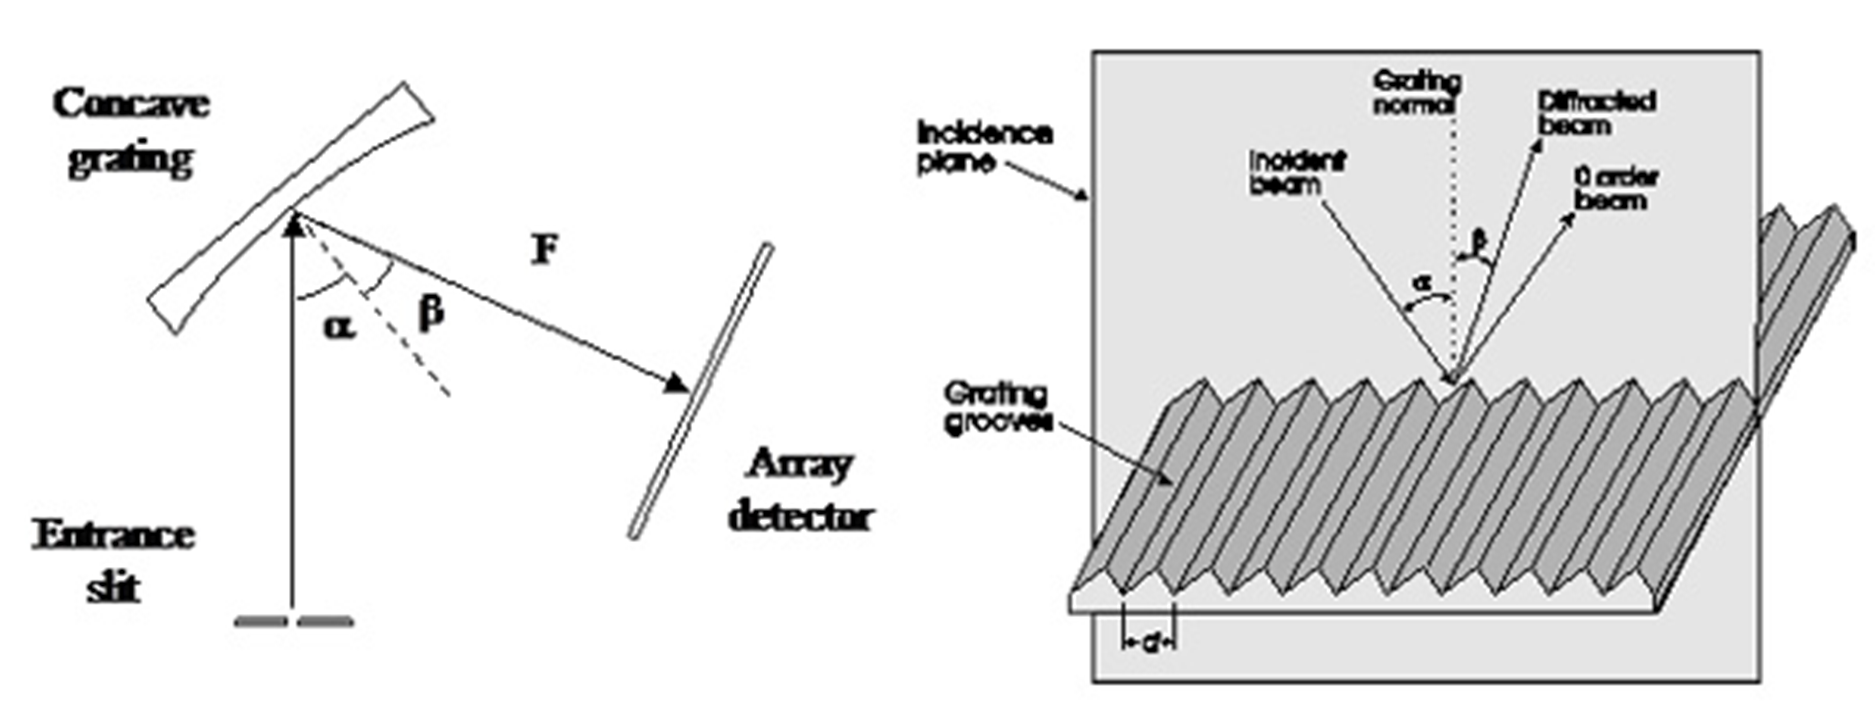 Concave
grating
F
α
β
Array
detector
Entrance
slit
Grating
normal
Diffracted
beam
Incidence
plane
Incident
beam
0 order
beam
β
α
Grating
grooves
d